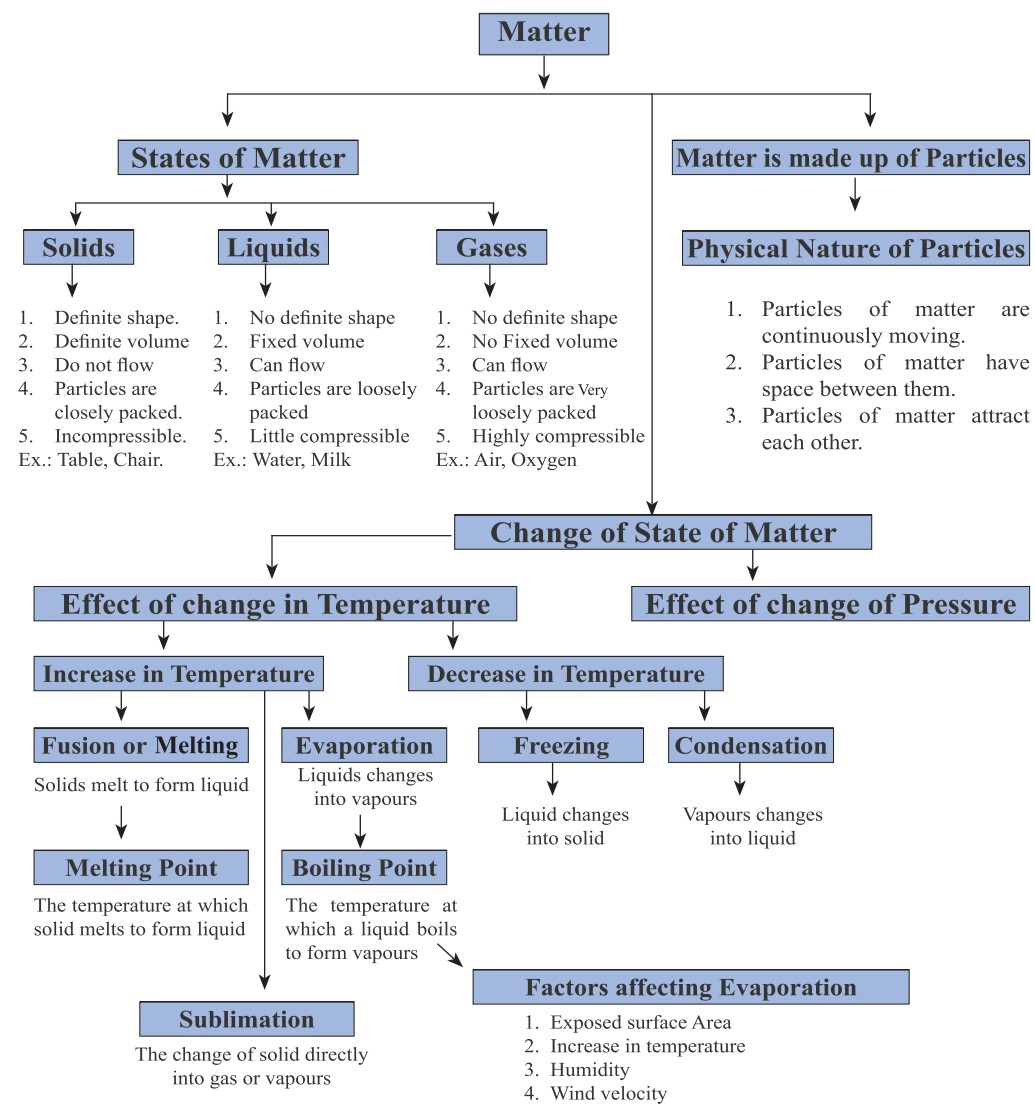 Matter
States of Matter
Matter is made up of Particles
Solids
Liquids
Gases
Physical Nature of Particles
1. Definite shape.
2. Definite volume
3. Do not flow
4. Particles are
closely packed.
5. Incompressible.
Ex.: Table, Chair.
1. No definite shape
2. Fixed volume
3. Can flow
4. Particles are loosely
packed
5. Little compressible
Ex.: Water, Milk
1. No definite shape
2. No Fixed volume
3. Can flow
4. Particles are Very
loosely packed
5. Highly compressible
Ex.: Air, Oxygen
1. Particles of matter are
continuously moving.
2. Particles of matter have
space between them.
3. Particles of matter attract
each other.
Change of State of Matter
Effect of change in Temperature
Effect of change of Pressure
Increase in Temperature
Decrease in Temperature
Fusion or Melting
Evaporation
Freezing
Condensation
Solids melt to form liquid
Liquids changes
into vapours
Liquid changes
into solid
Vapours changes
into liquid
Melting Point
Boiling Point
The temperature at which
solid melts to form liquid
The temperature at
which a liquid boils
to form vapours
Factors affecting Evaporation
1. Exposed surface Area
2. Increase in temperature
3. Humidity
4. Wind velocity
Sublimation
The change of solid directly
into gas or vapours